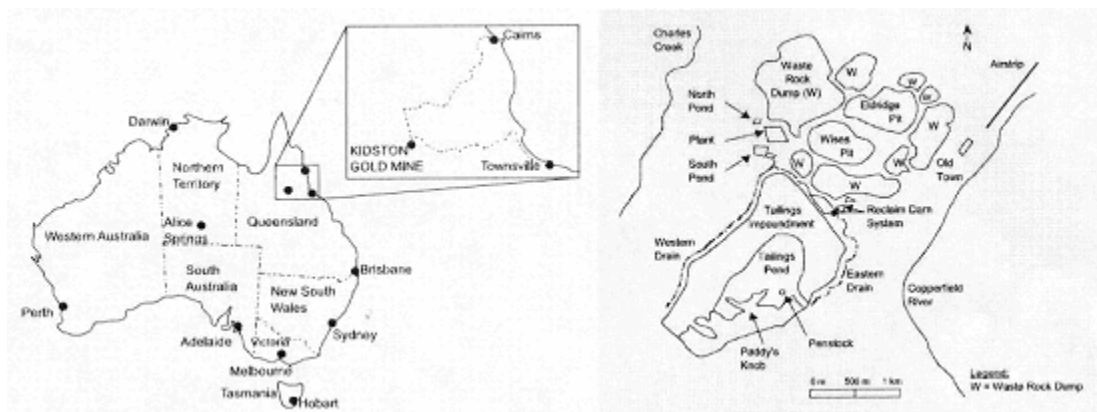 Cairns
KIDSTON
GOLD MINE
Townsville
Darwin
Northern
Territory
Alice
Springs
Queensland
Western Australia
South
Australia
Brisbane
New South
Wales
Perth
Adelaide
Victoria
Sydney
Melbourne
Tasmania
Hobart
Charles
Creek
N
Airstrip
Waste
Rock
Dump (W)
W
W
W
North
Pond
Eldridge
Pit
Plant
Wises
Pit
W
South
Pond
W
W
Old
Town
W
Tailings
Impoundment
Reclaim Dam
System
Western
Drain
Tailings
Pond
Eastern
Drain
Copperfield
River
Penstock
Paddy's
Knob
0 m 500 m 1 km
Legend:
W = Waste Rock Dump